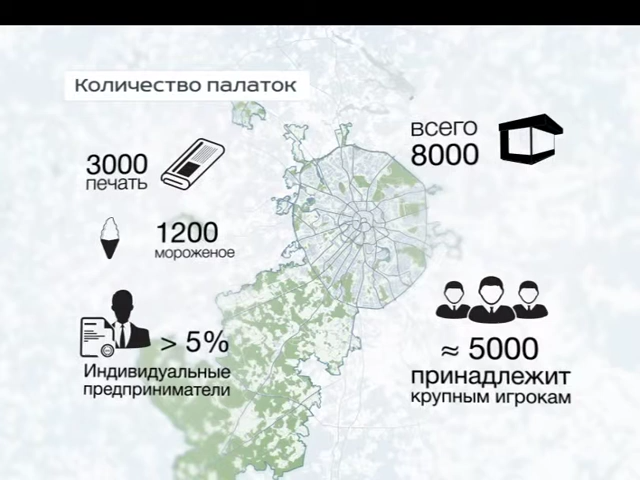 Количество палаток
3000
печать
всего
8000
1200
мороженое
> 5%
Индивидуальные
предприниматели
≈ 5000
принадлежит
крупным игрокам